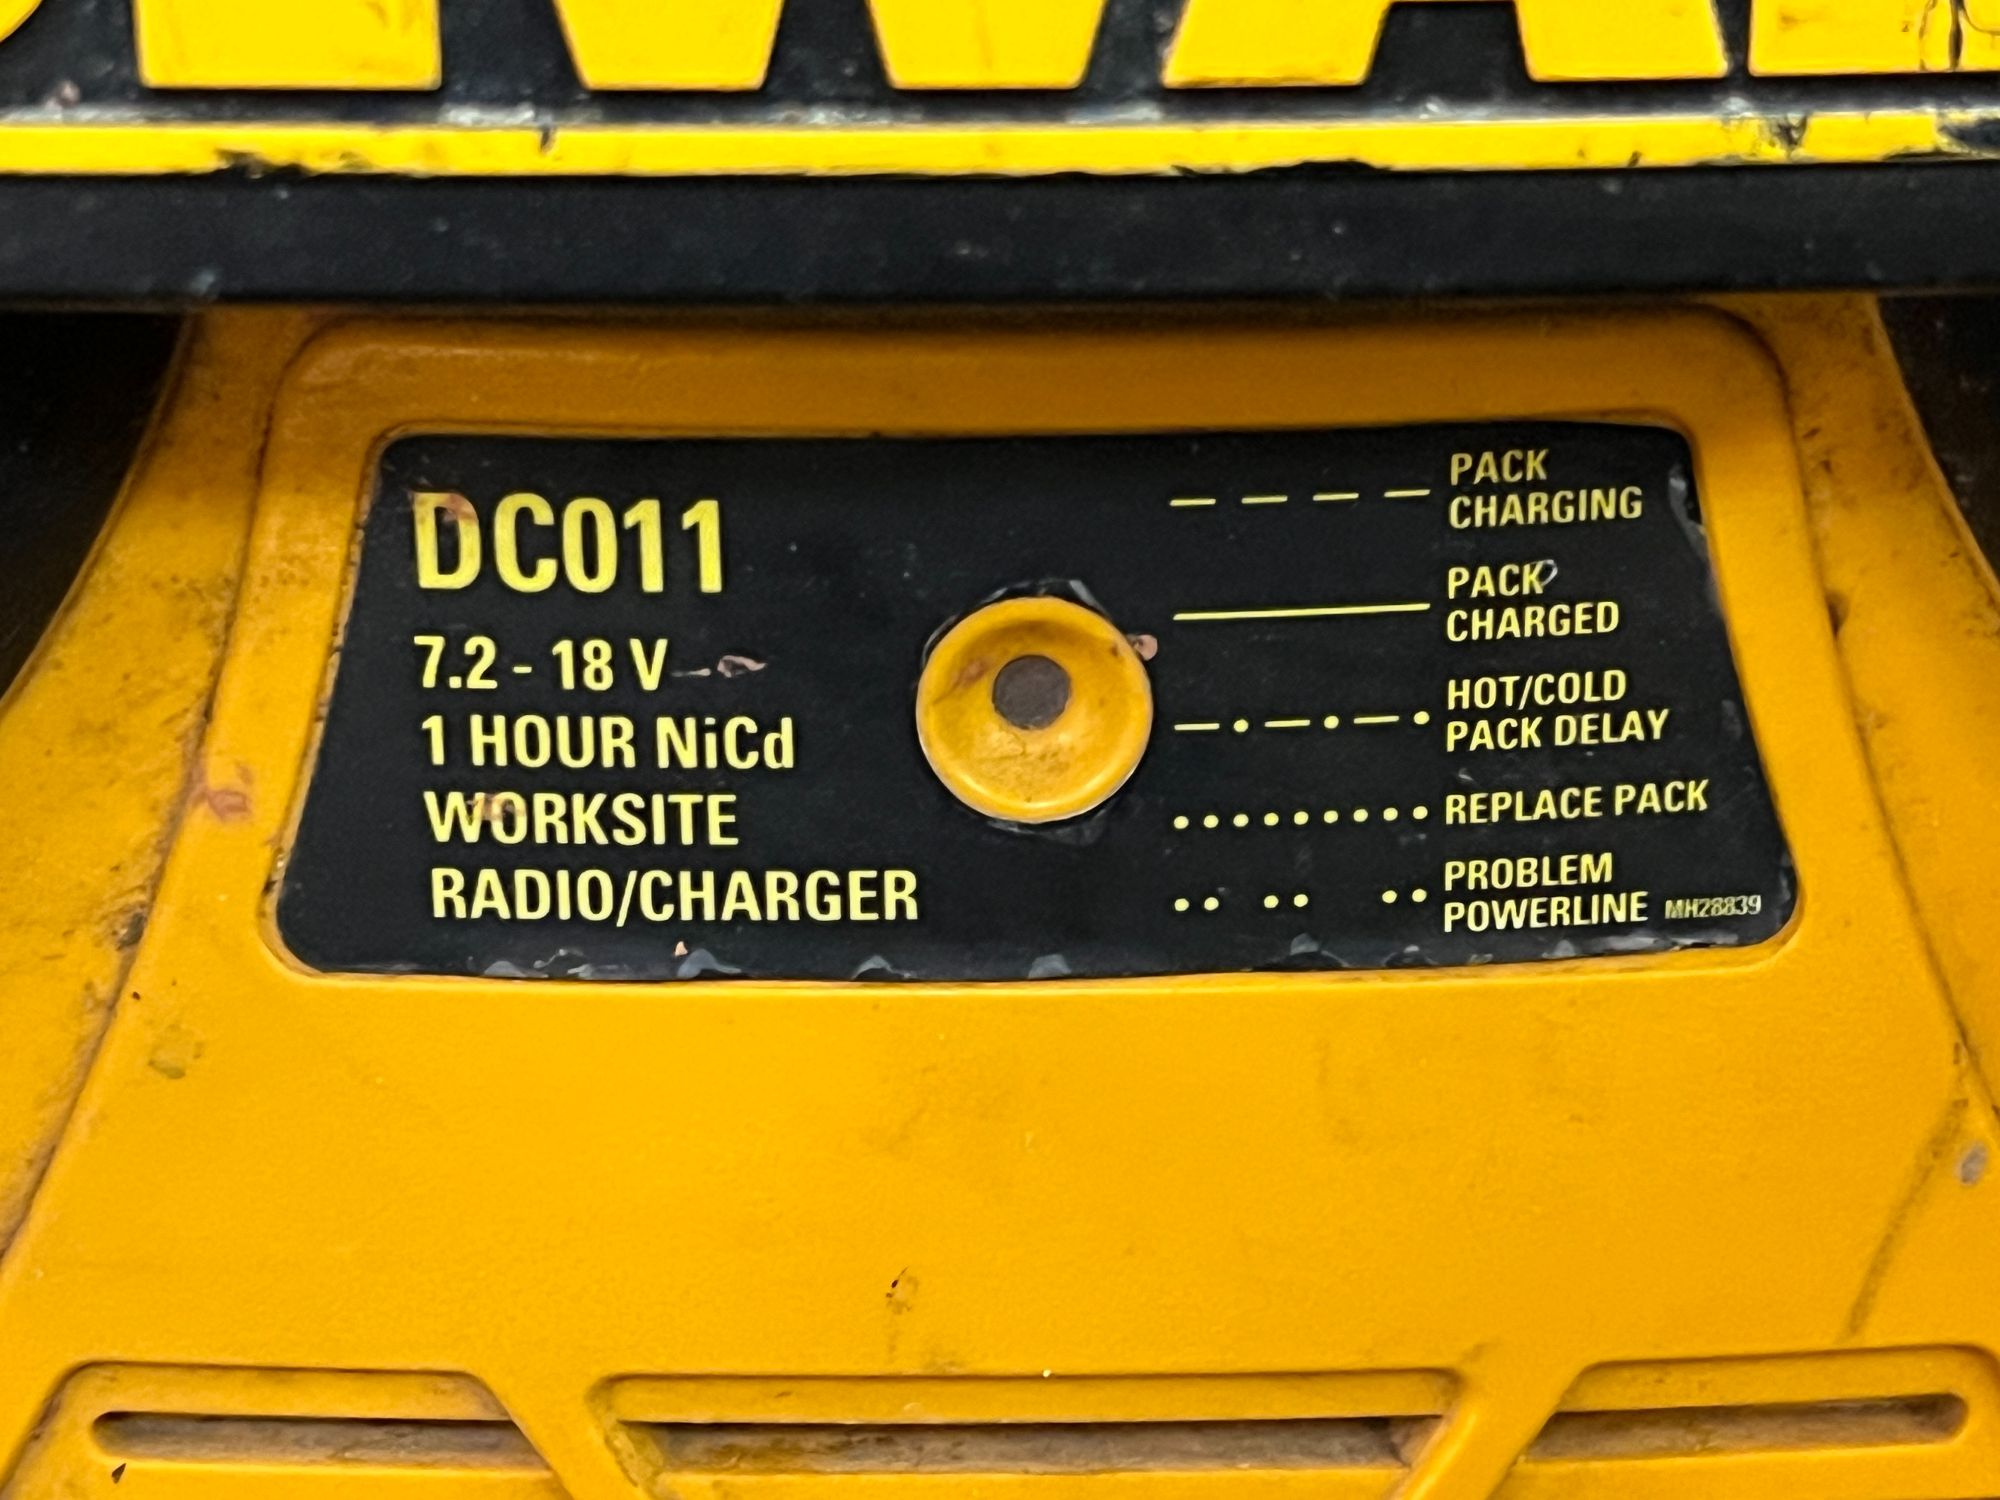 DC011
7.2 - 18 V
1 HOUR NiCd
WORKSITE
RADIO/CHARGER
PACK
CHARGING
PACK
CHARGED
HOT/COLD
PACK DELAY
REPLACE PACK
PROBLEM
POWERLINE MH28839